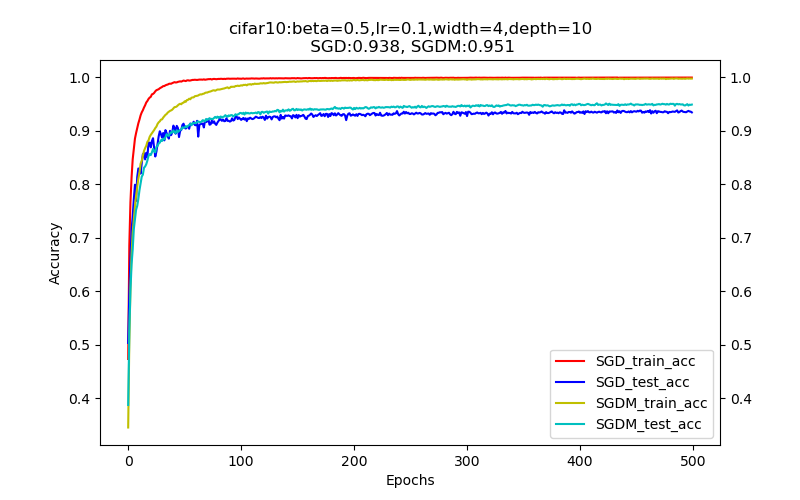 cifar10:beta=0.5,lr=0.1,width=4,depth=10
SGD:0.938, SGDM:0.951
1.0
0.9
0.8
0.7
0.6
0.5
0.4
Accuracy
1.0
0.9
0.8
0.7
0.6
0.5
0.4
SGD_train_acc
SGD_test_acc
SGDM_train_acc
SGDM_test_acc
0 100 200 300 400 500
Epochs